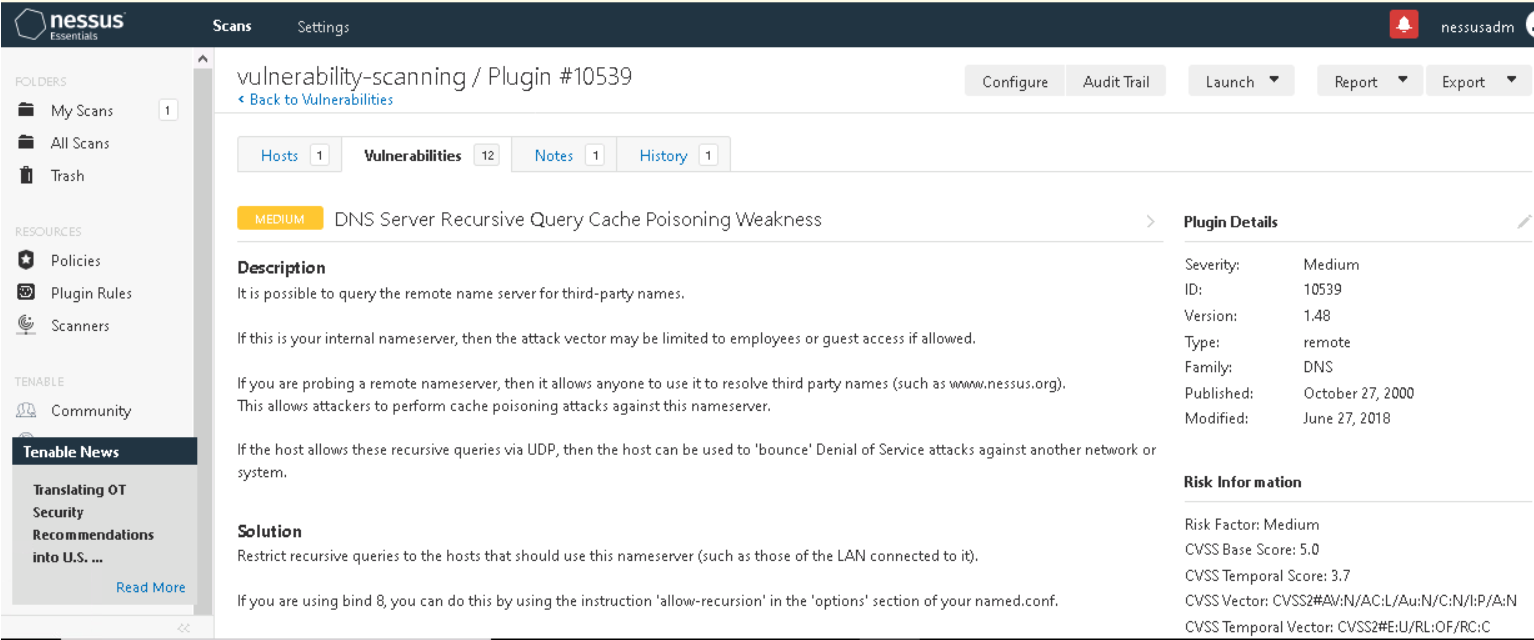 nessus
Essentials
Scans
Settings
nessusadm
FOLDERS
My Scans 1
All Scans
Trash
RESOURCES
Policies
Plugin Rules
Scanners
TENABLE
Community
Tenable News
Translating OT
Security
Recommendations
into U.S. ...
Read More
vulnerability-scanning / Plugin #10539
Back to Vulnerabilities
Configure
Audit Trail
Launch
Report
Export
Hosts 1
Vulnerabilities 12
Notes 1
History 1
MEDIUM DNS Server Recursive Query Cache Poisoning Weakness
Description
It is possible to query the remote name server for third-party names.
If this is your internal nameserver, then the attack vector may be limited to employees or guest access if allowed.
If you are probing a remote nameserver, then it allows anyone to use it to resolve third party names (such as www.nessus.org).
This allows attackers to perform cache poisoning attacks against this nameserver.
If the host allows these recursive queries via UDP, then the host can be used to 'bounce' Denial of Service attacks against another network or
system.
Solution
Restrict recursive queries to the hosts that should use this nameserver (such as those of the LAN connected to it).
If you are using bind 8, you can do this by using the instruction 'allow-recursion' in the 'options' section of your named.conf.
Plugin Details
Severity: Medium
ID: 10539
Version: 1.48
Type: remote
Family: DNS
Published: October 27, 2000
Modified: June 27, 2018
Risk Information
Risk Factor: Medium
CVSS Base Score: 5.0
CVSS Temporal Score: 3.7
CVSS Vector: CVSS2#AV:N/AC:L/Au:N/C:N/I:P/A:N
CVSS Temporal Vector: CVSS2#E:U/RL:OF/RC:C